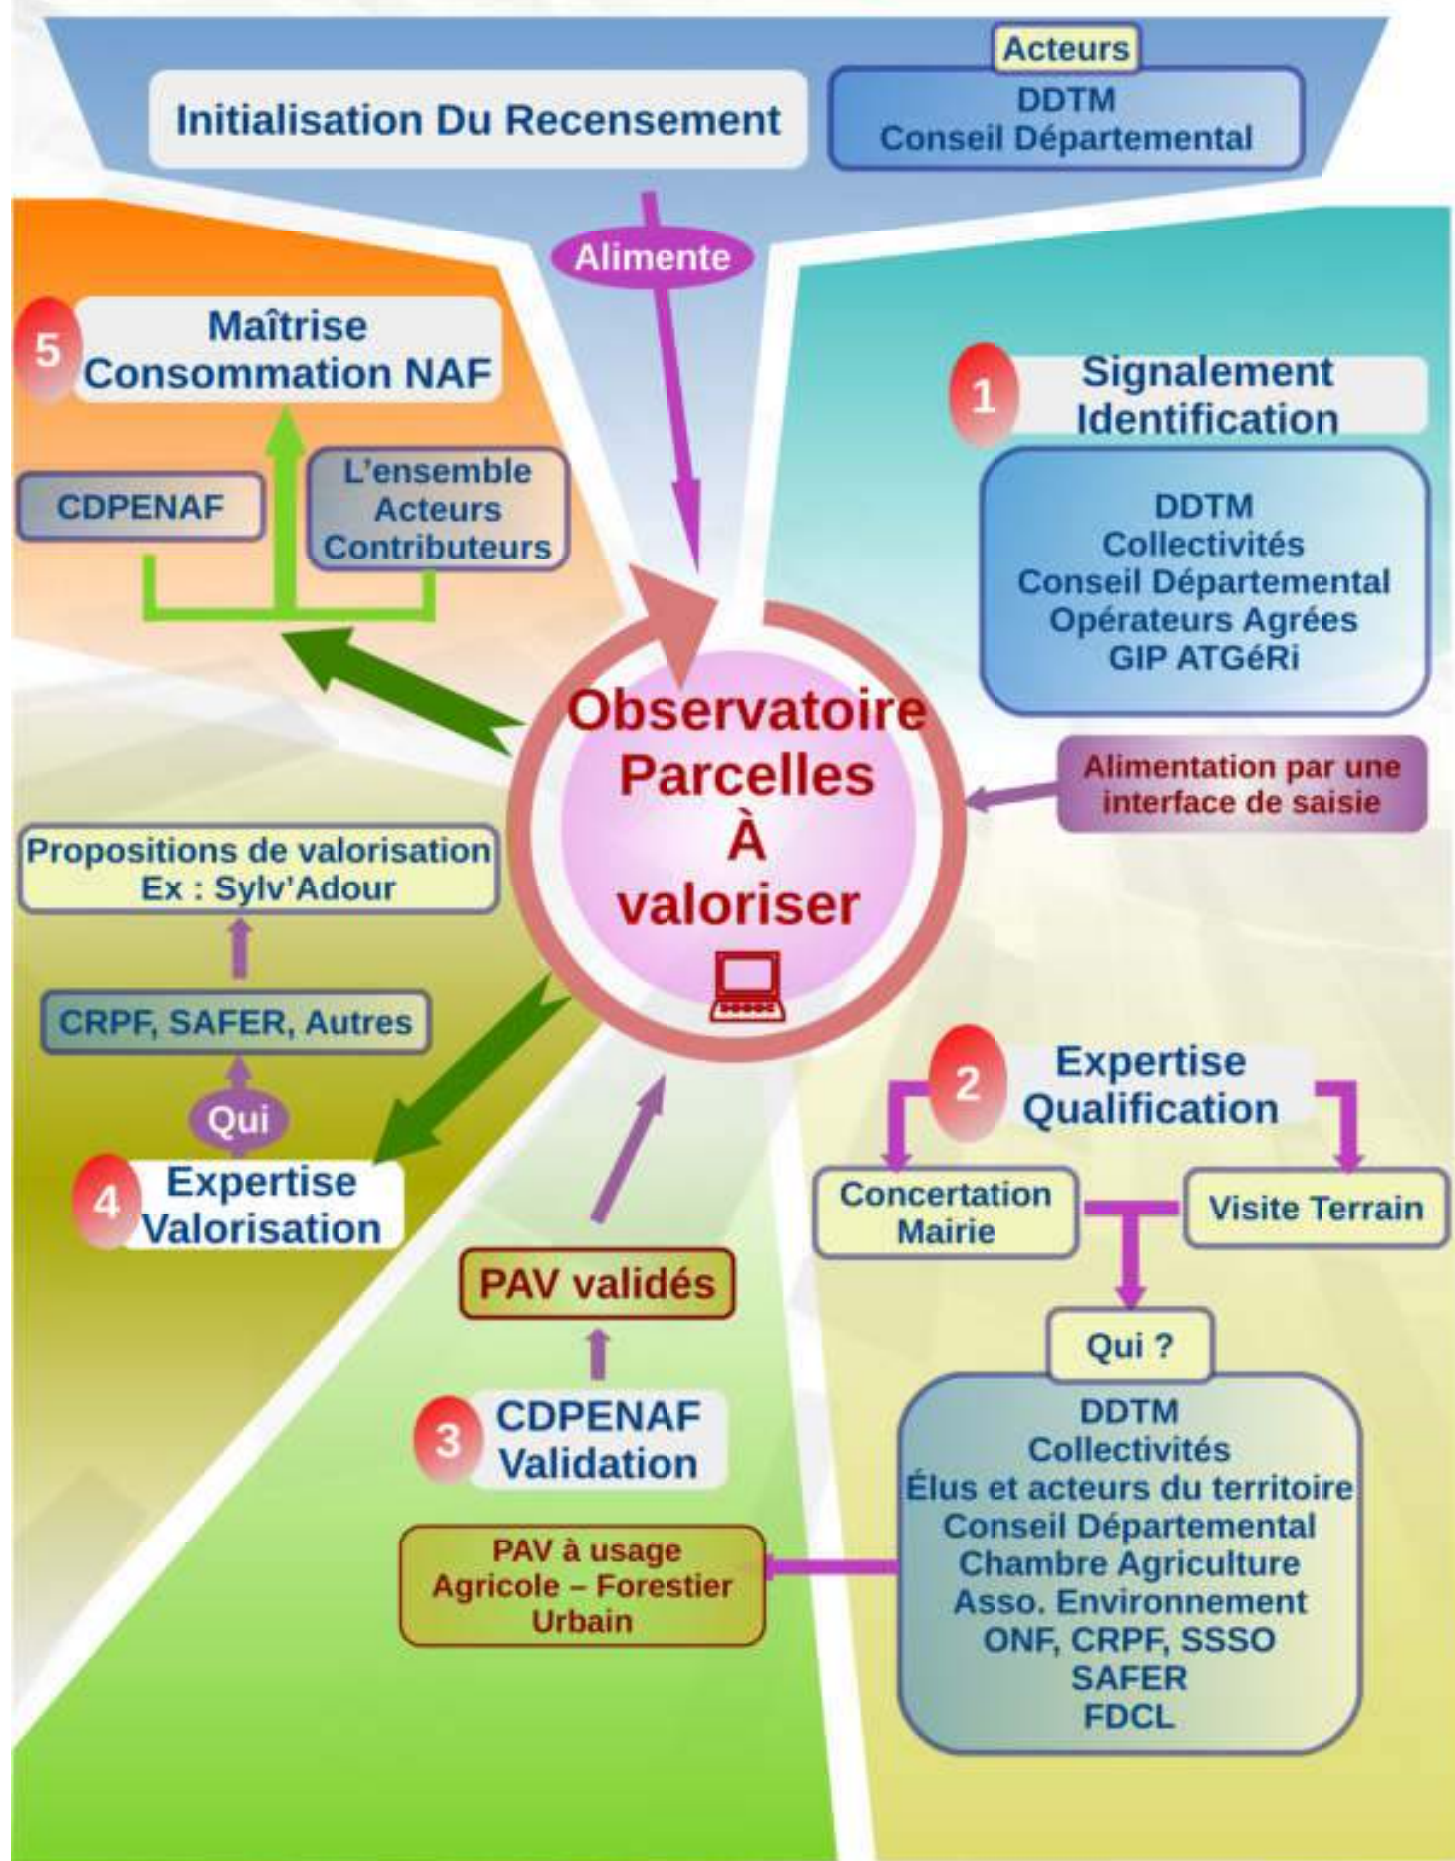 Acteurs
Initialisation Du Recensement
DDTM
Conseil Départemental
Alimente
5
Maîtrise
Consommation NAF
CDPENAF
L'ensemble
Acteurs
Contributeurs
1
Signalement
Identification
DDTM
Collectivités
Conseil Départemental
Opérateurs Agrées
GIP ATGéRi
Alimentation par une
interface de saisie
Observatoire
Parcelles
À
valoriser
2
Expertise
Qualification
Concertation
Mairie
Visite Terrain
Qui ?
DDTM
Collectivités
Élus et acteurs du territoire
Conseil Départemental
Chambre Agriculture
Asso. Environnement
ONF, CRPF, SSSO
SAFER
FDCL
PAV validés
3
CDPENAF
Validation
PAV à usage
Agricole – Forestier
Urbain
Propositions de valorisation
Ex : Sylv'Adour
CRPF, SAFER, Autres
Qui
4
Expertise
Valorisation